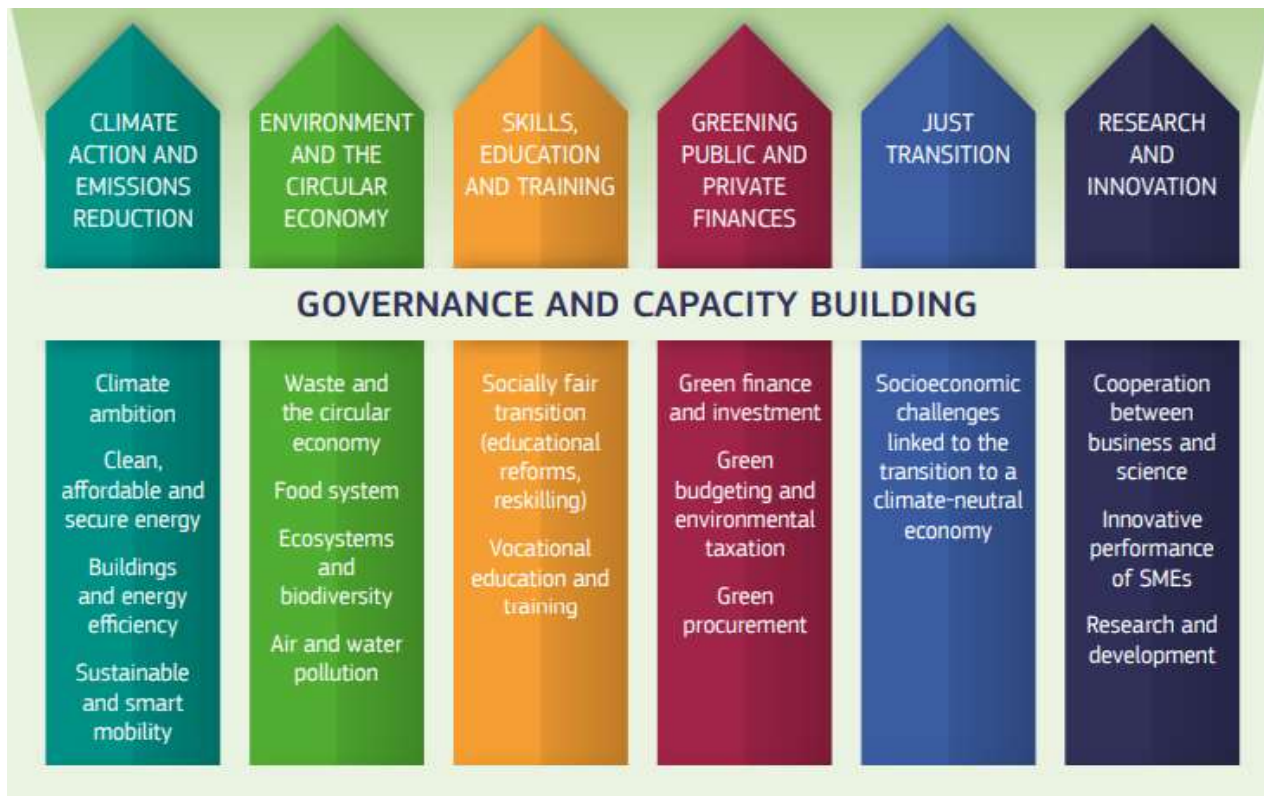 CLIMATE
ACTION AND
EMISSIONS
REDUCTION
ENVIRONMENT
AND THE
CIRCULAR
ECONOMY
SKILLS,
EDUCATION
AND TRAINING
GREENING
PUBLIC AND
PRIVATE
FINANCES
JUST
TRANSITION
RESEARCH
AND
INNOVATION
GOVERNANCE AND CAPACITY BUILDING
Climate
ambition
Clean,
affordable and
secure energy
Buildings
and energy
efficiency
Sustainable
and smart
mobility
Waste and
the circular
economy
Food system
Ecosystems
and
biodiversity
Air and water
pollution
Socially fair
transition
(educational
reforms,
reskilling)
Vocational
education and
training
Green finance
and investment
Green
budgeting and
environmental
taxation
Green
procurement
Socioeconomic
challenges
linked to the
transition to a
climate-neutral
economy
Cooperation
between
business and
science
Innovative
performance
of SMEs
Research and
development